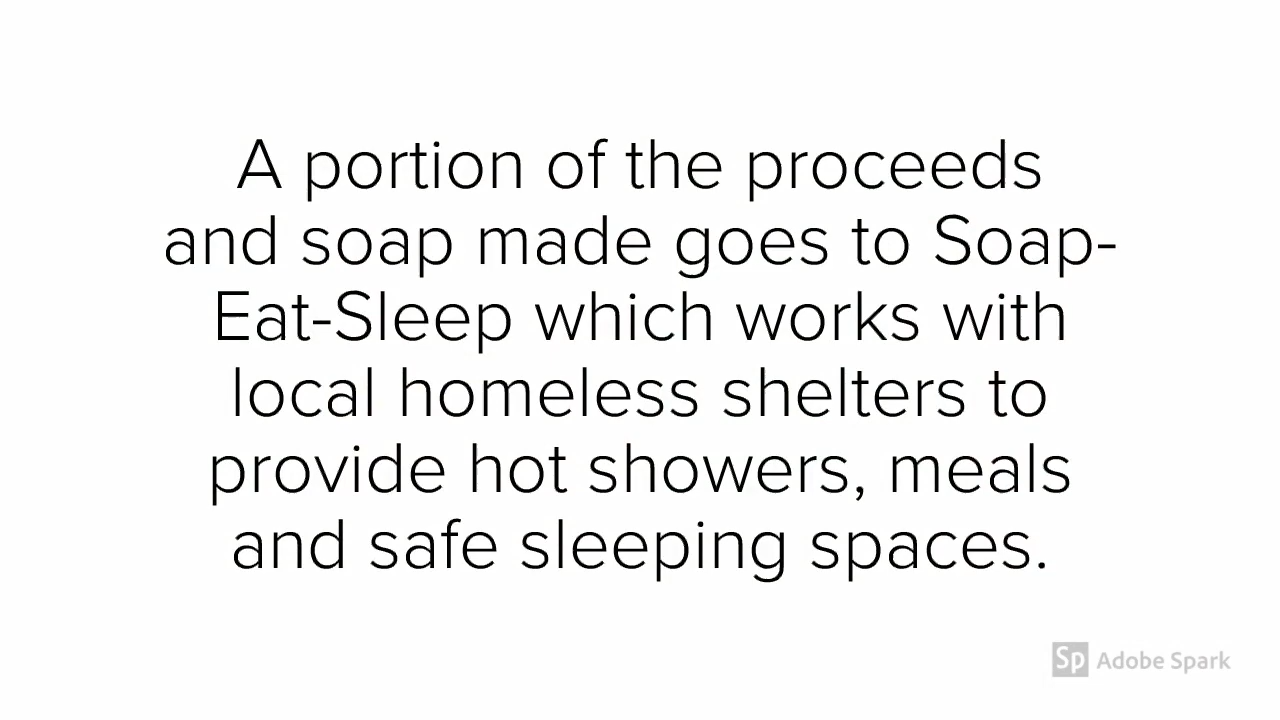 A portion of the proceeds
and soap made goes to Soap-
Eat-Sleep which works with
local homeless shelters to
provide hot showers, meals
and safe sleeping spaces.
Sp Adobe Spark